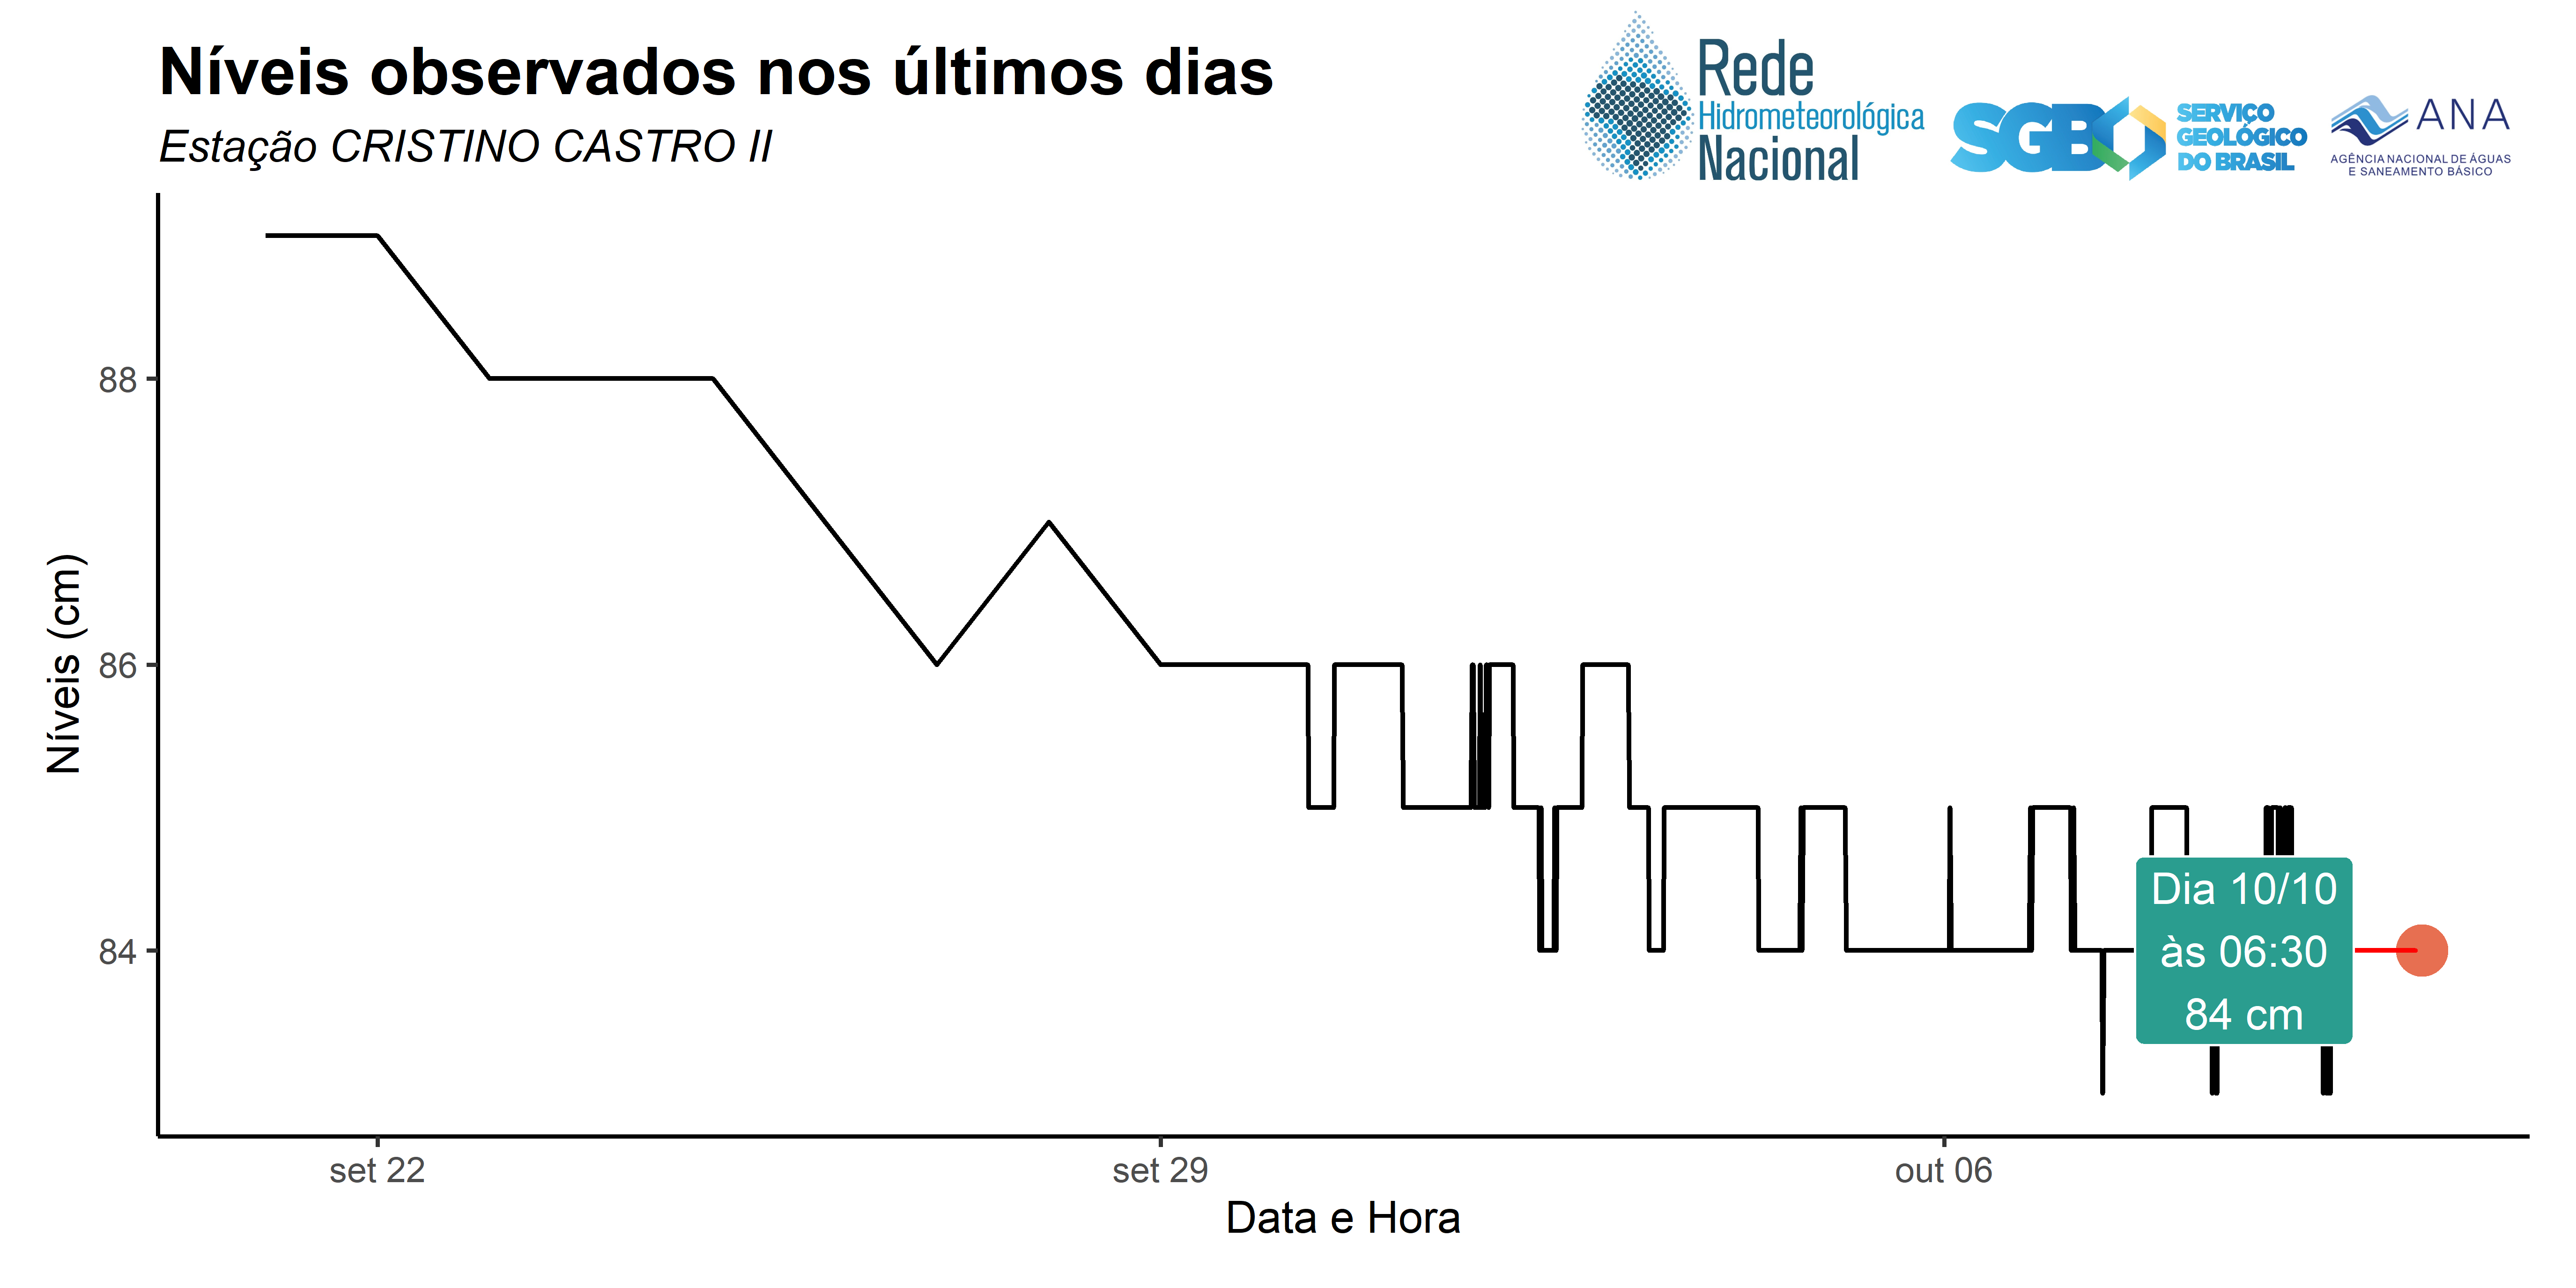 Níveis observados nos últimos dias
Estação CRISTINO CASTRO II
Rede
Hidrometeorológica
Nacional
SGB
SERVIÇO
GEOLÓGICO
DO BRASIL
ANA
AGÊNCIA NACIONAL DE ÁGUAS
E SANEAMENTO BÁSICO
Níveis (cm)
88
86
84
Dia 10/10
às 06:30
84 cm
set 22
set 29
out 06
Data e Hora